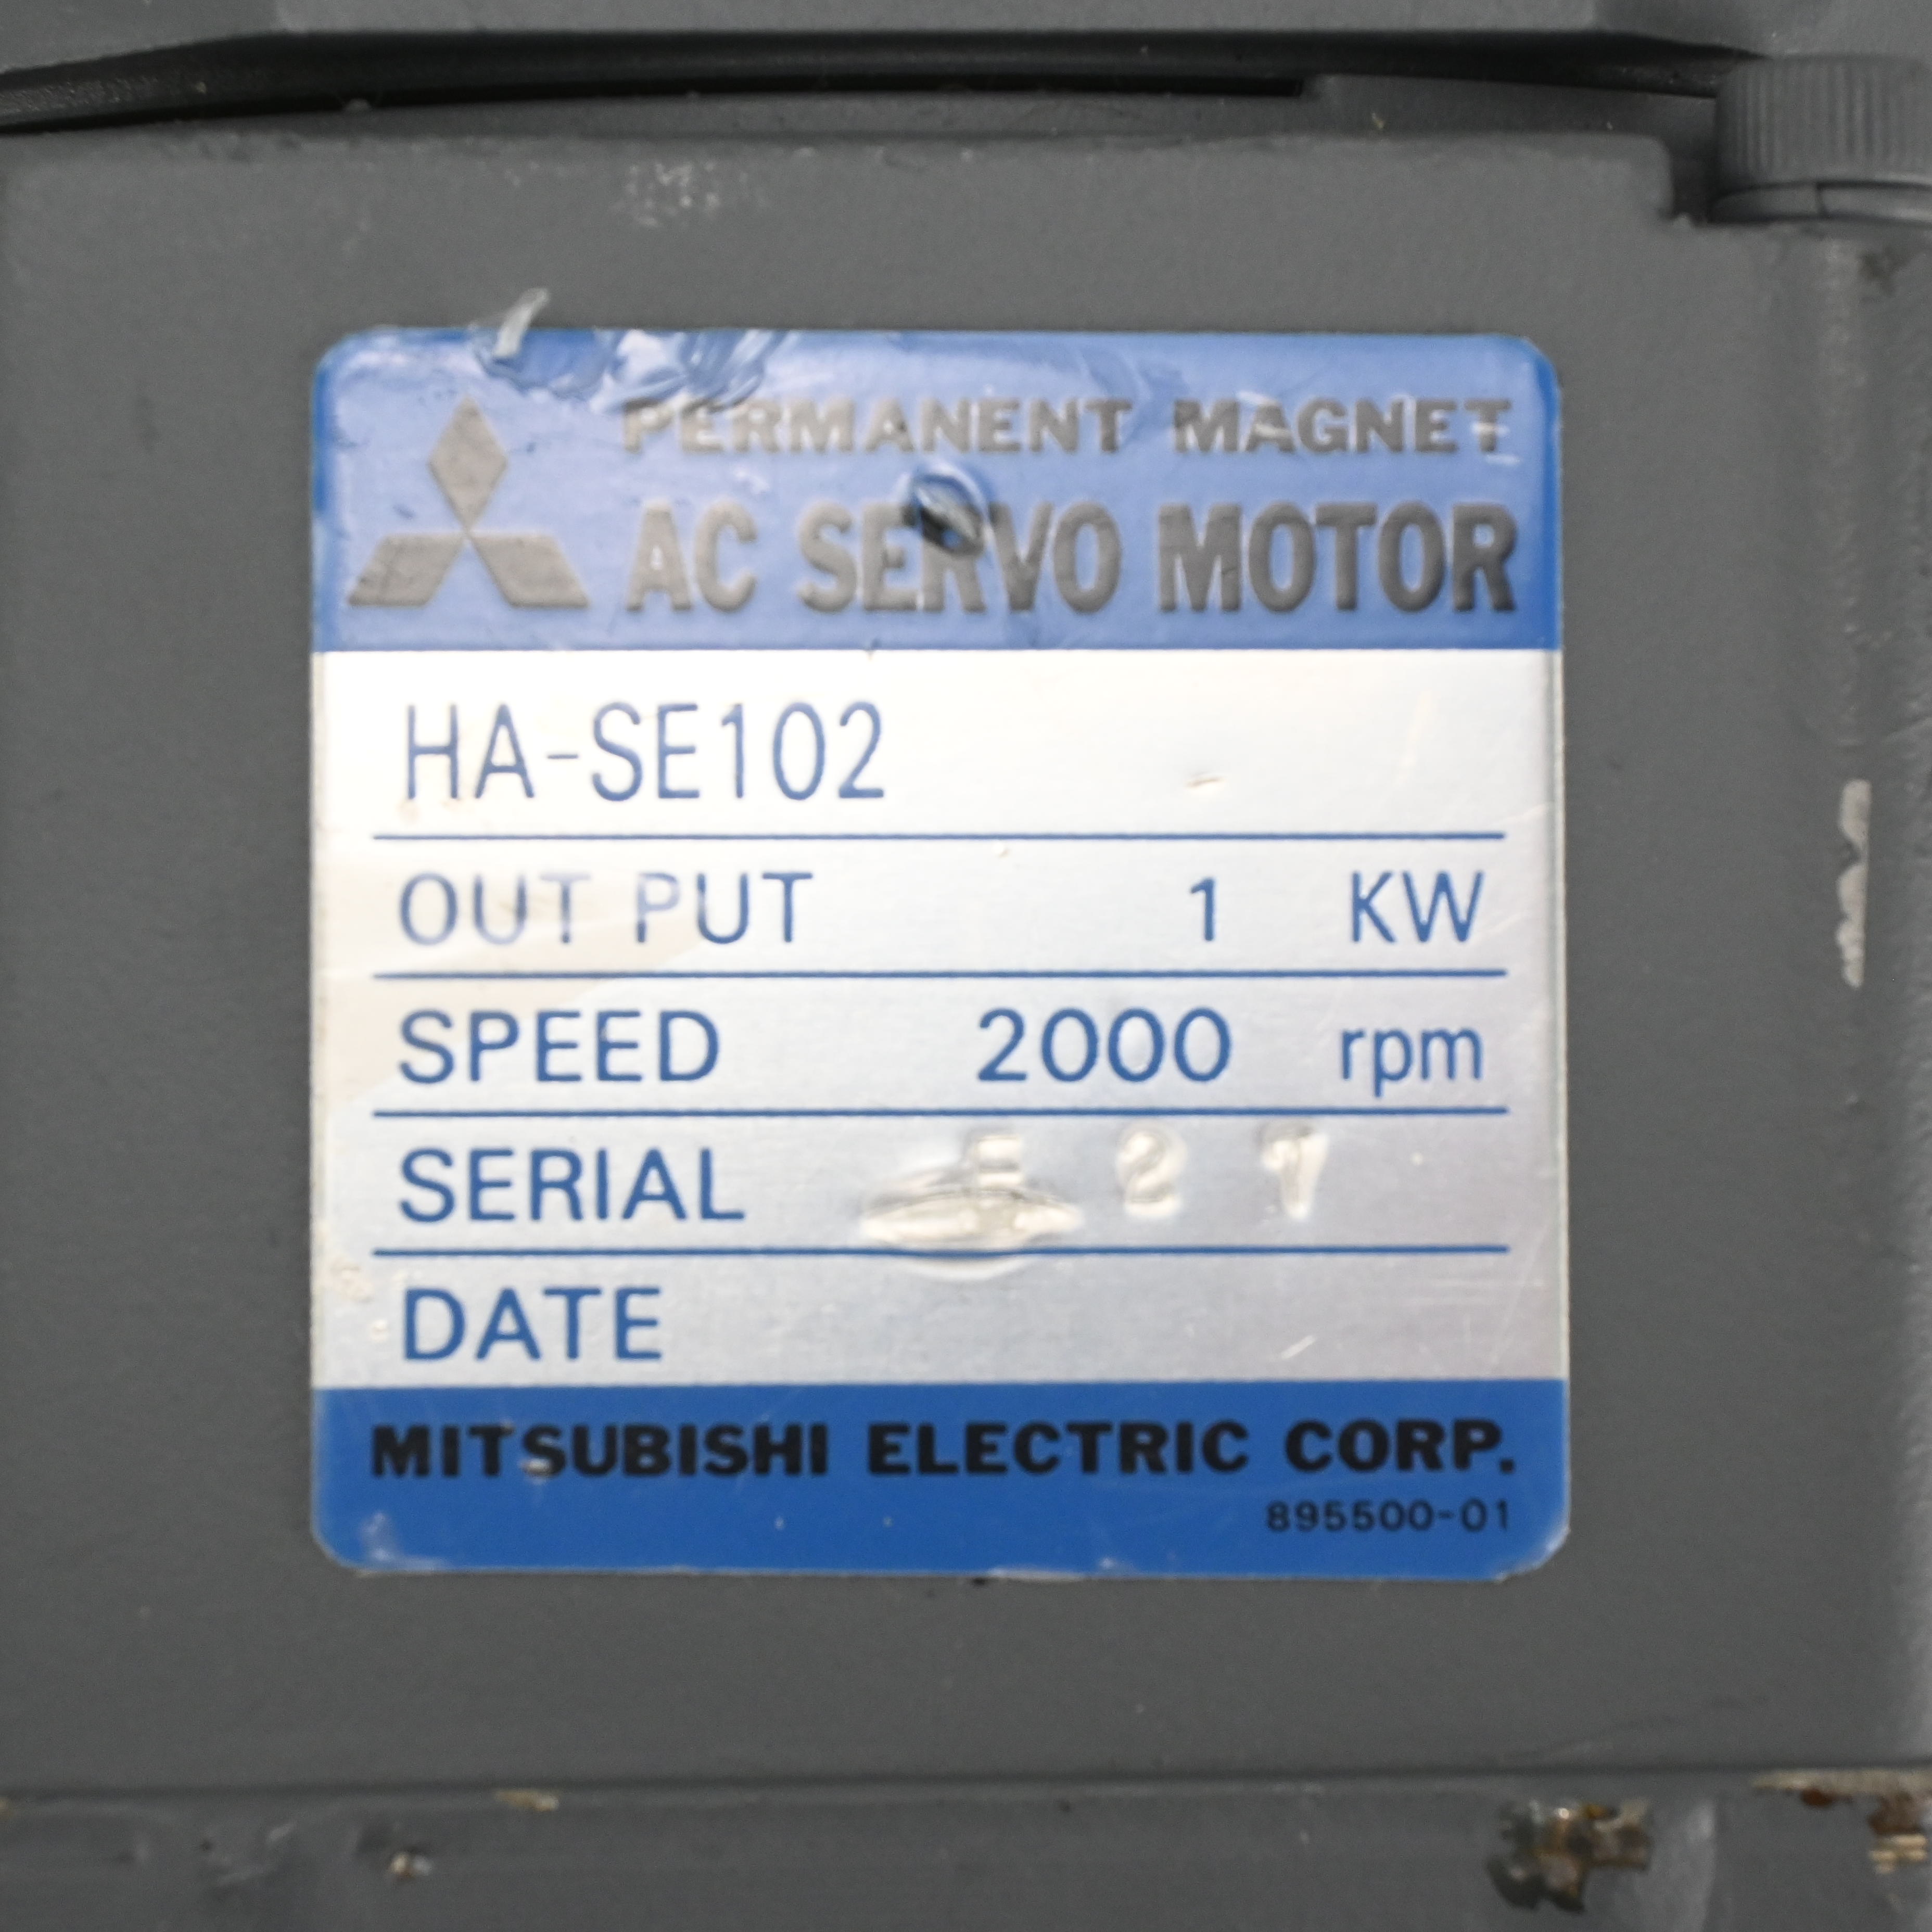 PERMANENT MAGNET
AC SERVO MOTOR
HA-SE102
OUT PUT 1 KW
SPEED 2000 rpm
SERIAL
DATE
MITSUBISHI ELECTRIC CORP.
895500-01